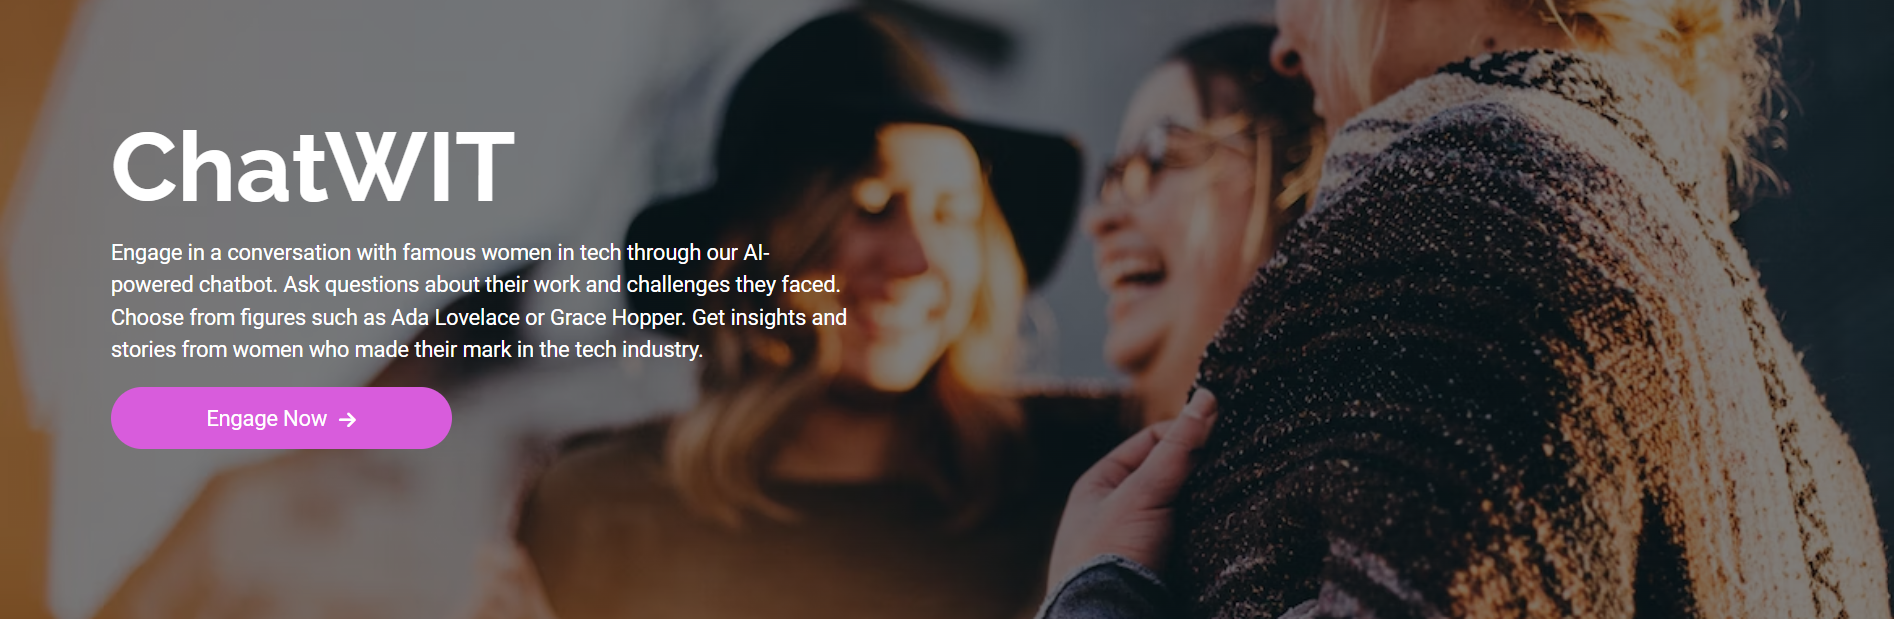 ChatWIT
Engage in a conversation with famous women in tech through our AI-
powered chatbot. Ask questions about their work and challenges they faced.
Choose from figures such as Ada Lovelace or Grace Hopper. Get insights and
stories from women who made their mark in the tech industry.
Engage Now →